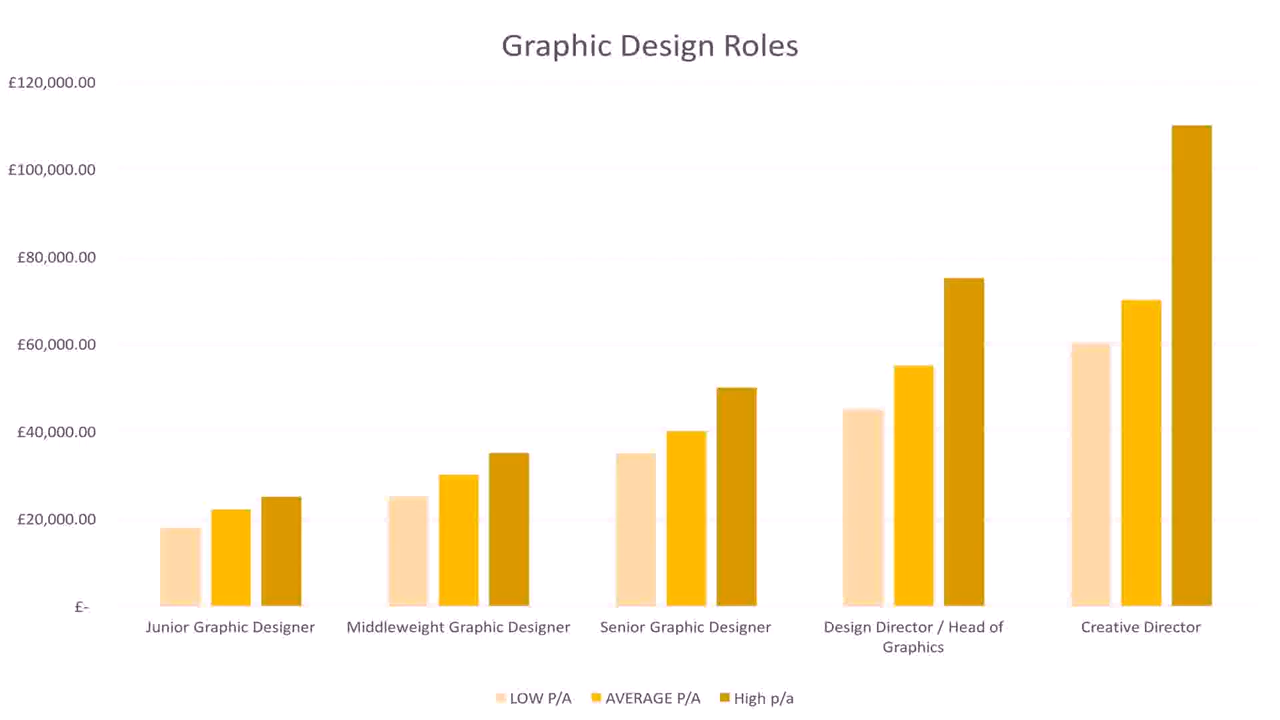 Graphic Design Roles
£120,000.00
£100,000.00
£80,000.00
£60,000.00
£40,000.00
£20,000.00
£-
Junior Graphic Designer
Middleweight Graphic Designer
Senior Graphic Designer
Design Director / Head of
Graphics
Creative Director
LOW P/A
AVERAGE P/A
High p/a